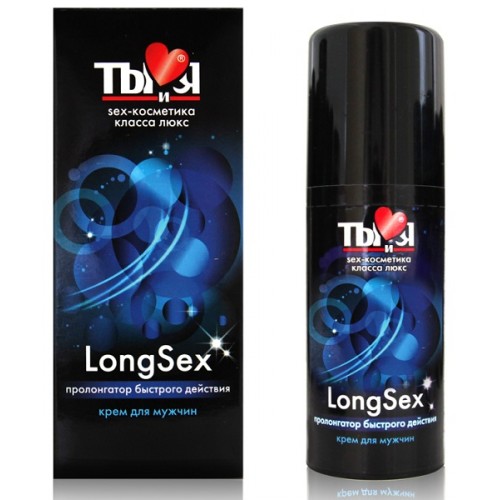 ТЫ и Я®
sex-косметика
класса люкс
LongSex
пролонгатор быстрого действия
крем для мужчин
ТЫ и Я
sex-косметика
класса люкс
LongSex
пролонгатор быстрого действия
крем для мужчин